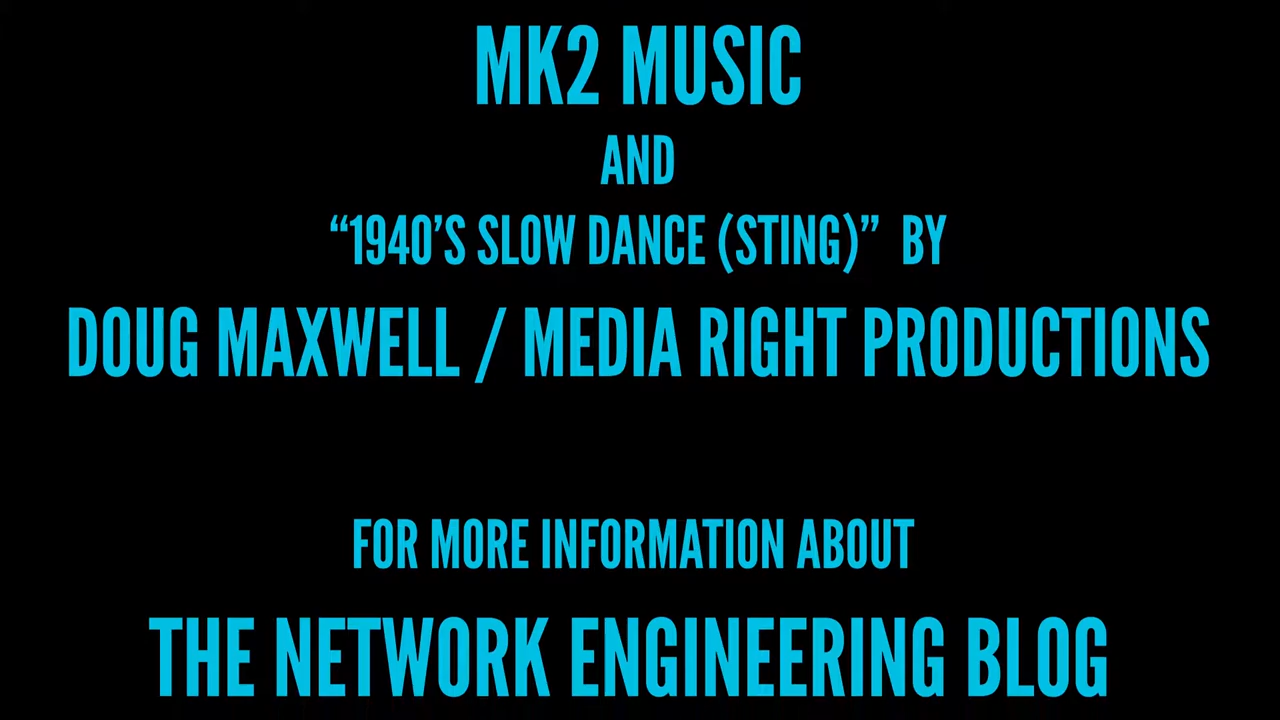 MK2 MUSIC
AND
“1940’S SLOW DANCE (STING)” BY
DOUG MAXWELL / MEDIA RIGHT PRODUCTIONS
FOR MORE INFORMATION ABOUT
THE NETWORK ENGINEERING BLOG